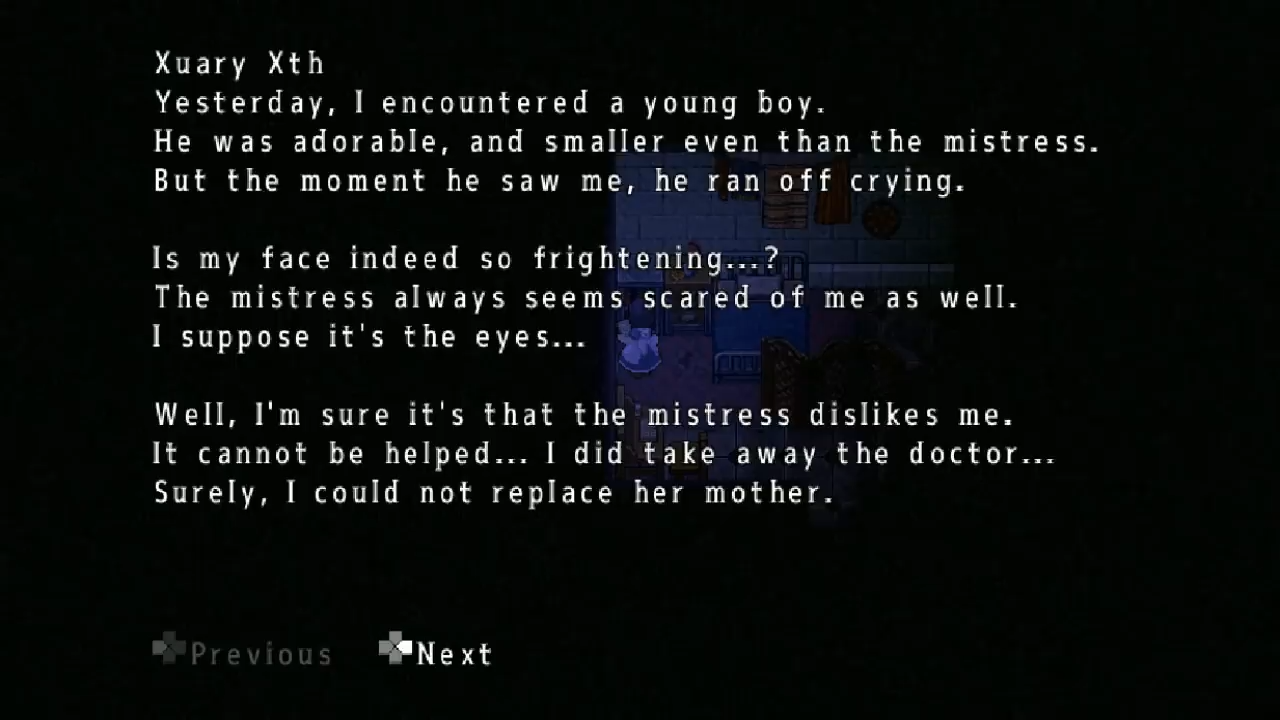 Xuary Xth
Yesterday, I encountered a young boy.
He was adorable, and smaller even than the mistress.
But the moment he saw me, he ran off crying.
Is my face indeed so frightening...?
The mistress always seems scared of me as well.
I suppose it's the eyes...
Well, I'm sure it's that the mistress dislikes me.
It cannot be helped... I did take away the doctor...
Surely, I could not replace her mother.
Previous Next